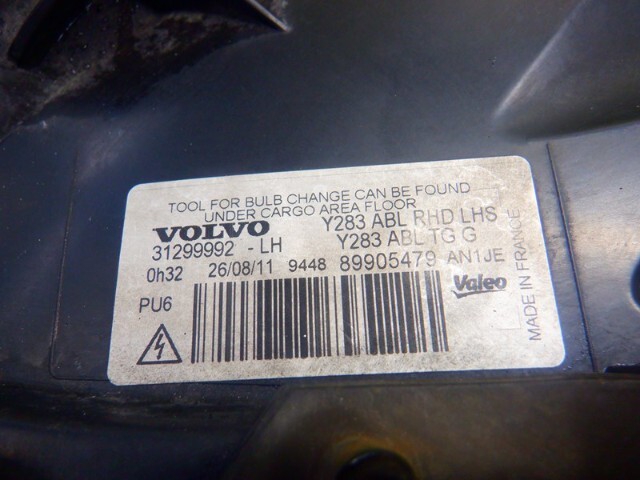 TOOL FOR BULB CHANGE CAN BE FOUND
UNDER CARGO AREA FLOOR
VOLVO Y283 ABL RHD LHS
31299992 - LH Y283 ABL TG G
0h32 26/08/11 9448 89905479 AN1JE
PU6
Valeo
MADE IN FRANCE